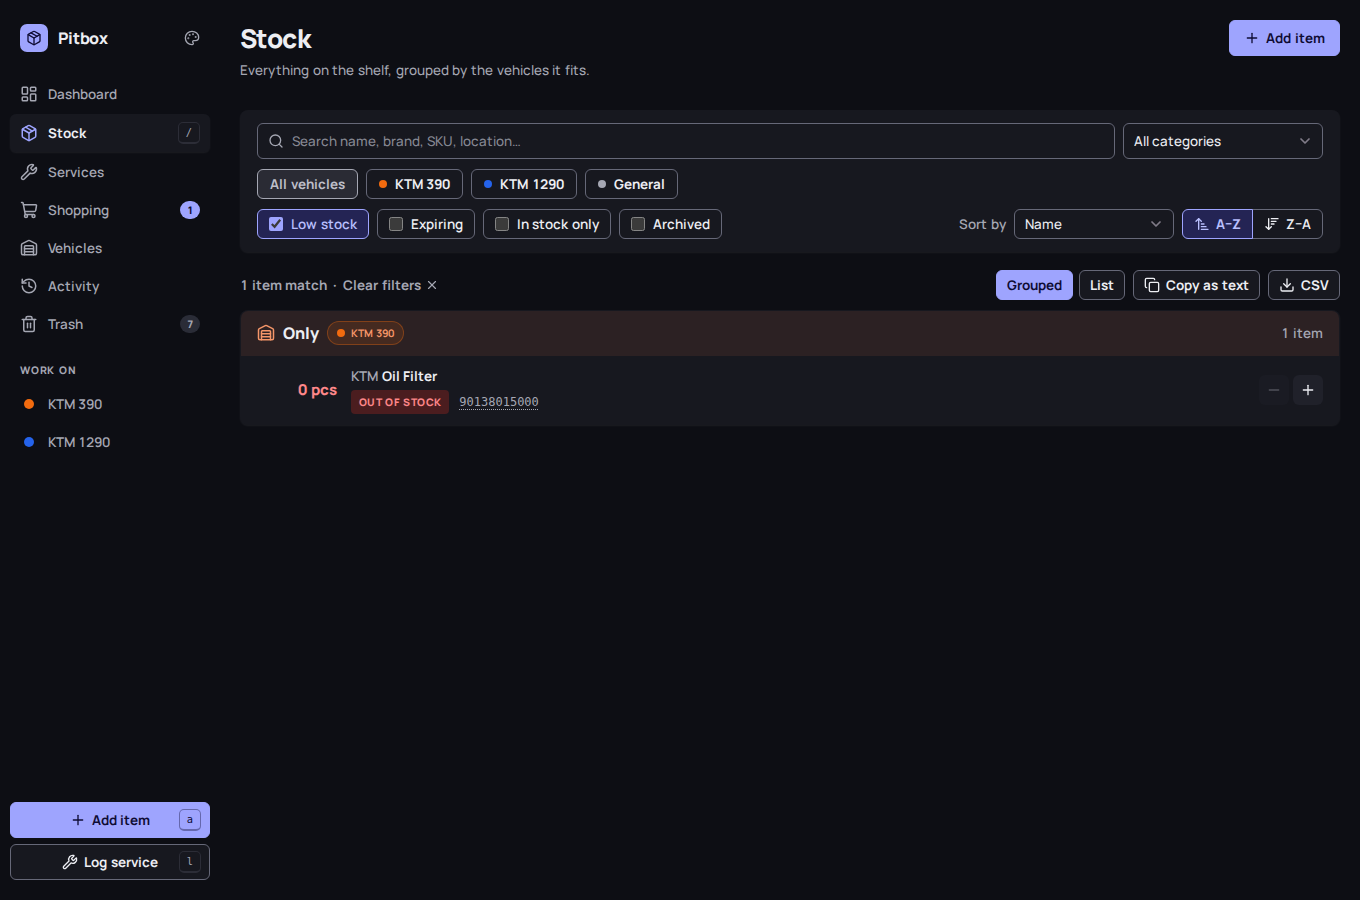 Pitbox
Dashboard
Stock /
Services
Shopping 1
Vehicles
Activity
Trash 7
WORK ON
KTM 390
KTM 1290
Add item a
Log service l
Stock
Add item
Everything on the shelf, grouped by the vehicles it fits.
Search name, brand, SKU, location…
All categories
All vehicles KTM 390 KTM 1290 General
Low stock Expiring In stock only Archived Sort by Name A–Z Z–A
1 item match · Clear filters
Grouped List Copy as text CSV
Only KTM 390 1 item
0 pcs
KTM Oil Filter
OUT OF STOCK 90138015000